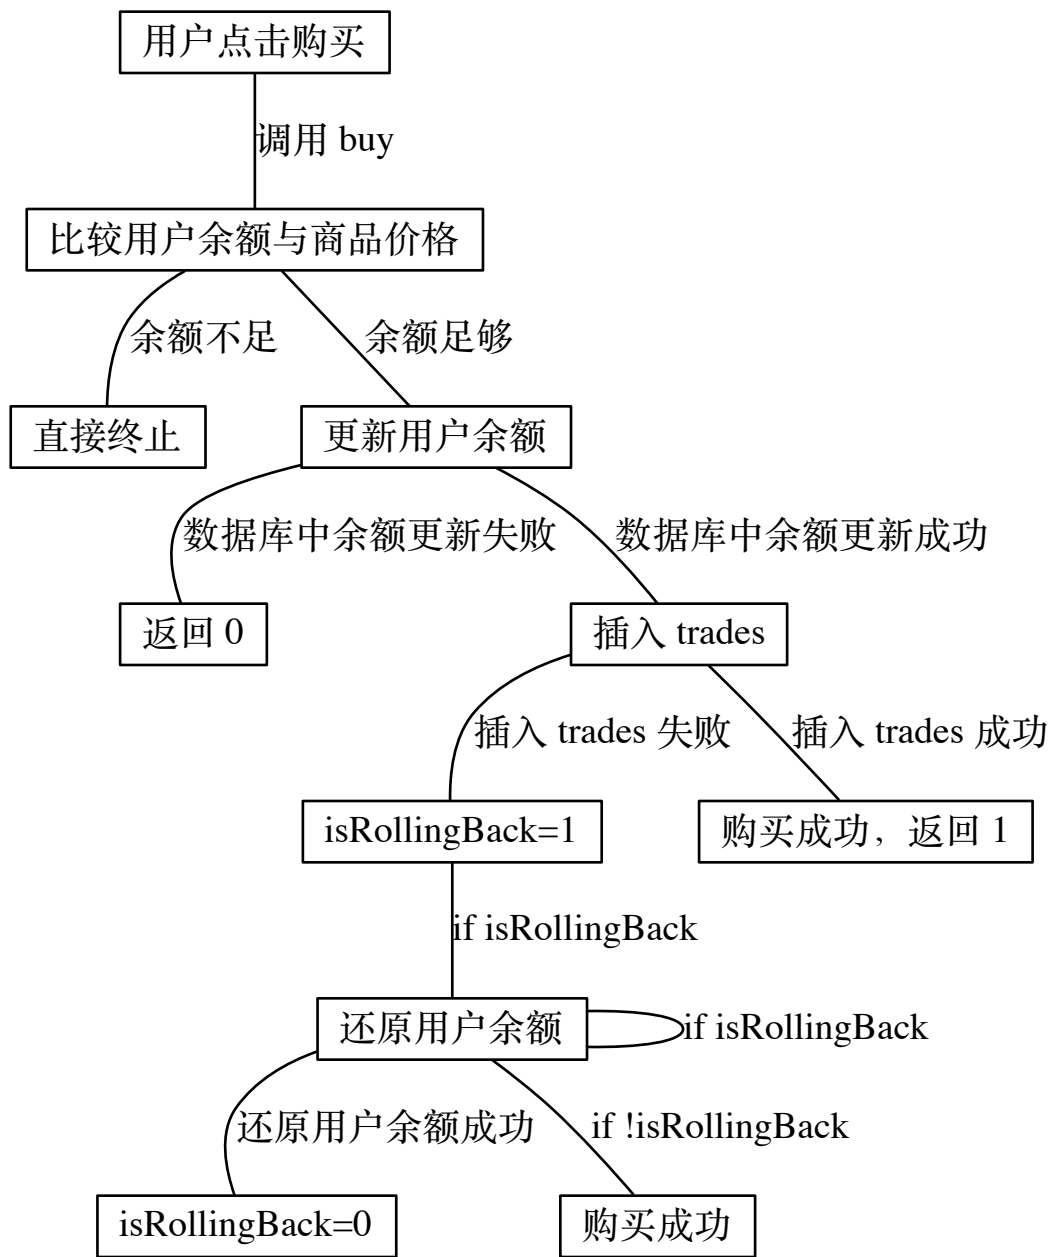 用户点击购买
调用 buy
比较用户余额与商品价格
余额不足
余额足够
直接终止
更新用户余额
数据库中余额更新失败
数据库中余额更新成功
返回 0
插入 trades
插入 trades 失败
插入 trades 成功
isRollingBack=1
购买成功，返回 1
if isRollingBack
还原用户余额
if isRollingBack
还原用户余额成功
if !isRollingBack
isRollingBack=0
购买成功